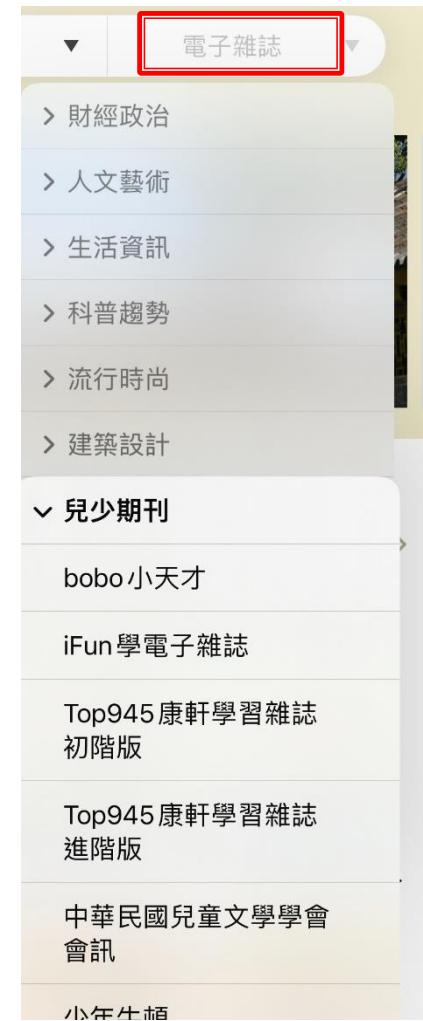 電子雜誌
財經政治
人文藝術
生活資訊
科普趨勢
流行時尚
建築設計
兒少期刊
bobo小天才
iFun學電子雜誌
Top945康軒學習雜誌
初階版
Top945康軒學習雜誌
進階版
中華民國兒童文學學會
會訊
少年牛頓